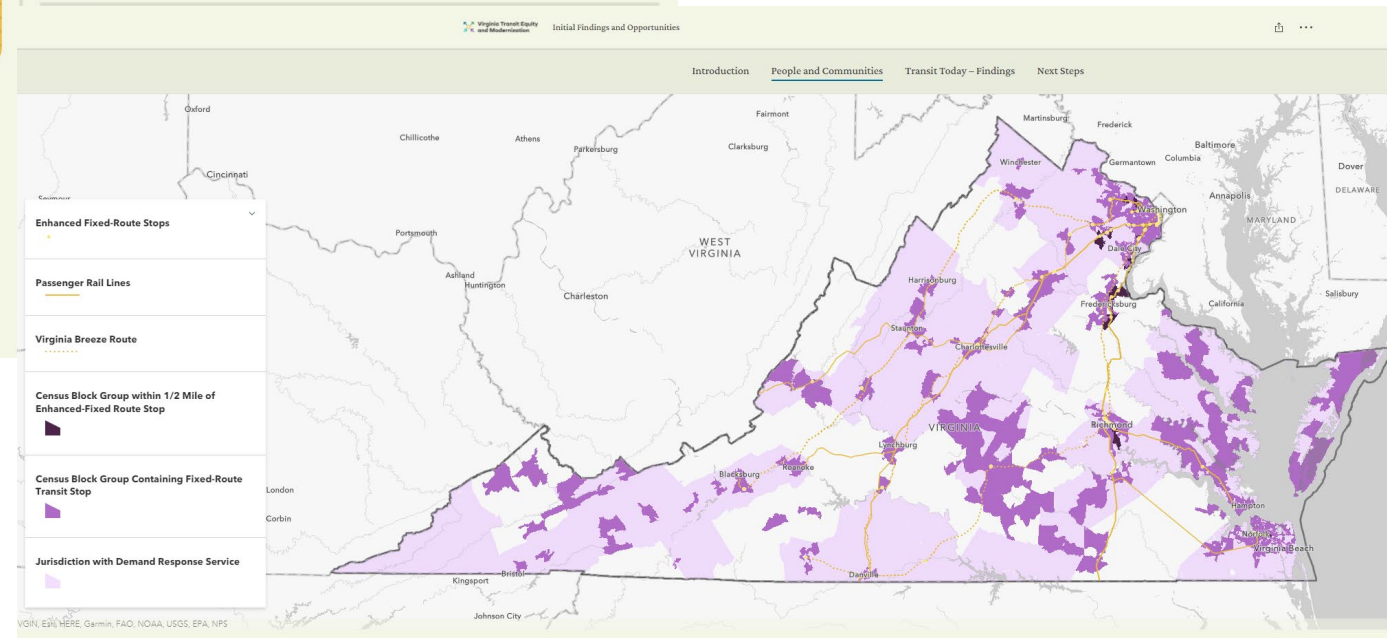 Virginia Transit Equity
and Modernization
Initial Findings and Opportunities
Introduction
People and Communities
Transit Today – Findings
Next Steps
Oxford
Chillicothe
Athens
Parkersburg
Fairmont
Clarksburg
Martinsburg
Frederick
Baltimore
Winchester
Germantown
Columbia
Dover
DELAWARE
Cincinnati
Seymour
Annapolis
Washington
MARYLAND
Portsmouth
WEST
VIRGINIA
Dale City
Ashland
Huntington
Charleston
Harrisonburg
Fredericksburg
California
Salisbury
Staunton
Charlottesville
VIRGINIA
Richmond
Lynchburg
Blacksburg
Roanoke
London
Corbin
Hampton
Norfolk
Virginia Beach
Danville
Bristol
Kingsport
Johnson City
Enhanced Fixed-Route Stops
Passenger Rail Lines
Virginia Breeze Route
Census Block Group within 1/2 Mile of
Enhanced-Fixed Route Stop
Census Block Group Containing Fixed-Route
Transit Stop
Jurisdiction with Demand Response Service
VGIN, Esri, HERE, Garmin, FAO, NOAA, USGS, EPA, NPS